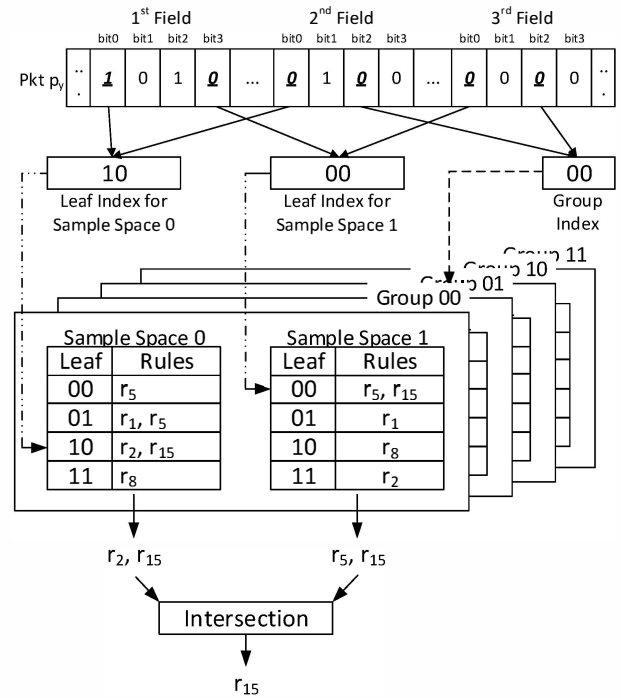 1st Field 2nd Field 3rd Field
bit0 bit1 bit2 bit3 bit0 bit1 bit2 bit3 bit0 bit1 bit2 bit3
Pkt py ... 1 0 1 0 ... 0 1 0 0 ... 0 0 0 0 ...
10 00 00
Leaf Index for Sample Space 0
Leaf Index for Sample Space 1
Group Index
Group 11
Group 10
Group 01
Group 00
Sample Space 0 Sample Space 1
Leaf Rules Leaf Rules
00 r5 00 r5, r15
01 r1, r5 01 r1
10 r2, r15 10 r8
11 r8 11 r2
r2, r15 r5, r15
Intersection
r15